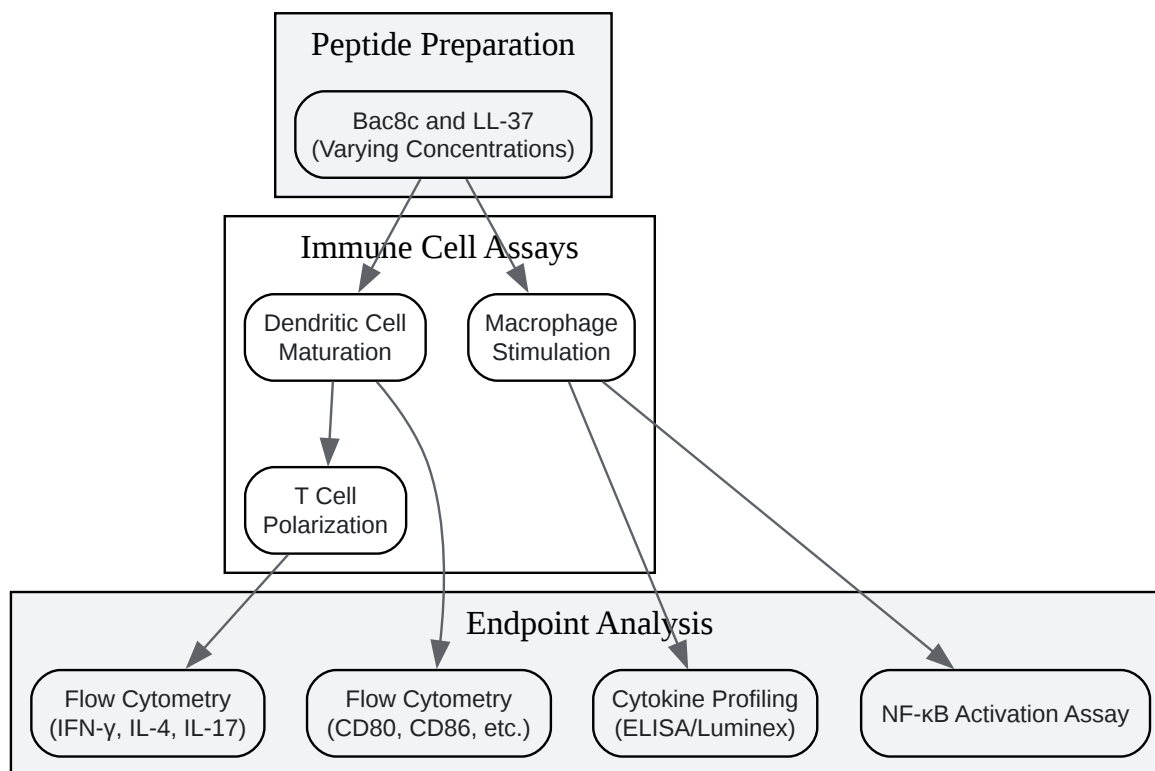 Peptide Preparation
Bac8c and LL-37
(Varying Concentrations)
Immune Cell Assays
Dendritic Cell
Maturation
Macrophage
Stimulation
T Cell
Polarization
Endpoint Analysis
Flow Cytometry
(IFN-γ, IL-4, IL-17)
Flow Cytometry
(CD80, CD86, etc.)
Cytokine Profiling
(ELISA/Luminex)
NF-κB Activation Assay